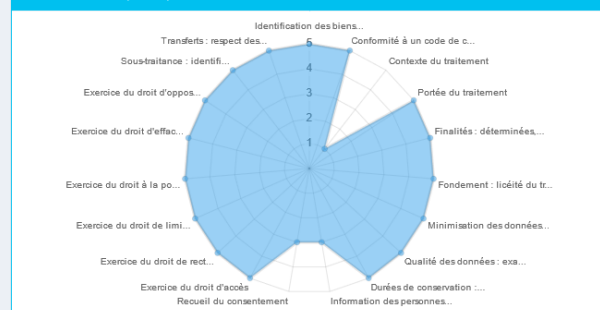 Identification des biens...
Transferts : respect des...
Conformité à un code de c...
Sous-traitance : identifi...
Contexte du traitement
Exercice du droit d'oppos...
Portée du traitement
Exercice du droit d'effac...
Finalités : déterminées,...
Exercice du droit à la po...
Fondement : licéité du tr...
Exercice du droit de limi...
Minimisation des données...
Exercice du droit de rect...
Qualité des données : exa...
Exercice du droit d'accès
Durées de conservation :...
Recueil du consentement
Information des personnes...
5
4
3
2
1